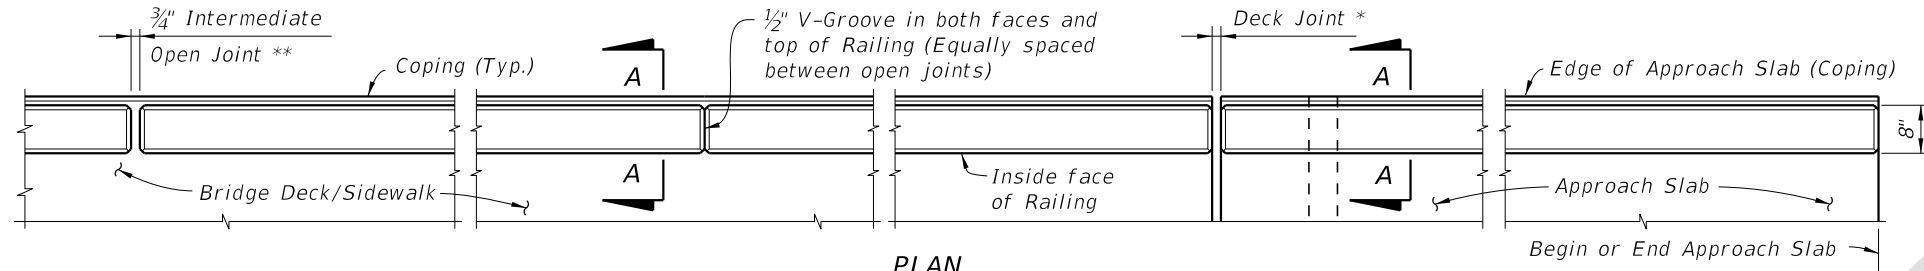 ¾" Intermediate
Open Joint **
Coping (Typ.)
A
½" V-Groove in both faces and
top of Railing (Equally spaced
between open joints)
Deck Joint *
A
Edge of Approach Slab (Coping)
8"
Bridge Deck/Sidewalk
A
Inside face
of Railing
A
Approach Slab
Begin or End Approach Slab
PLAN